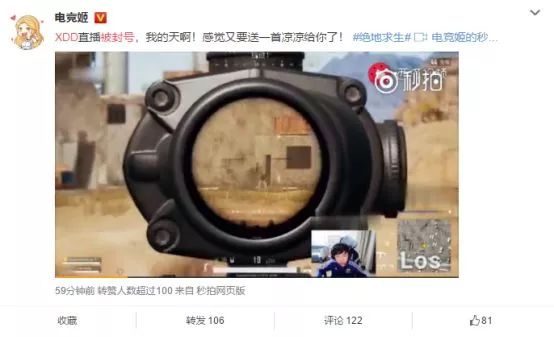 电竞姬
XDD直播被封号，我的天啊！感觉又要送一首凉凉给你了！ #绝地求生# 电竞姬的秒...
秒拍
Los
59分钟前 转赞人数超过100 来自 秒拍网页版
收藏
转发 106
评论 122
81